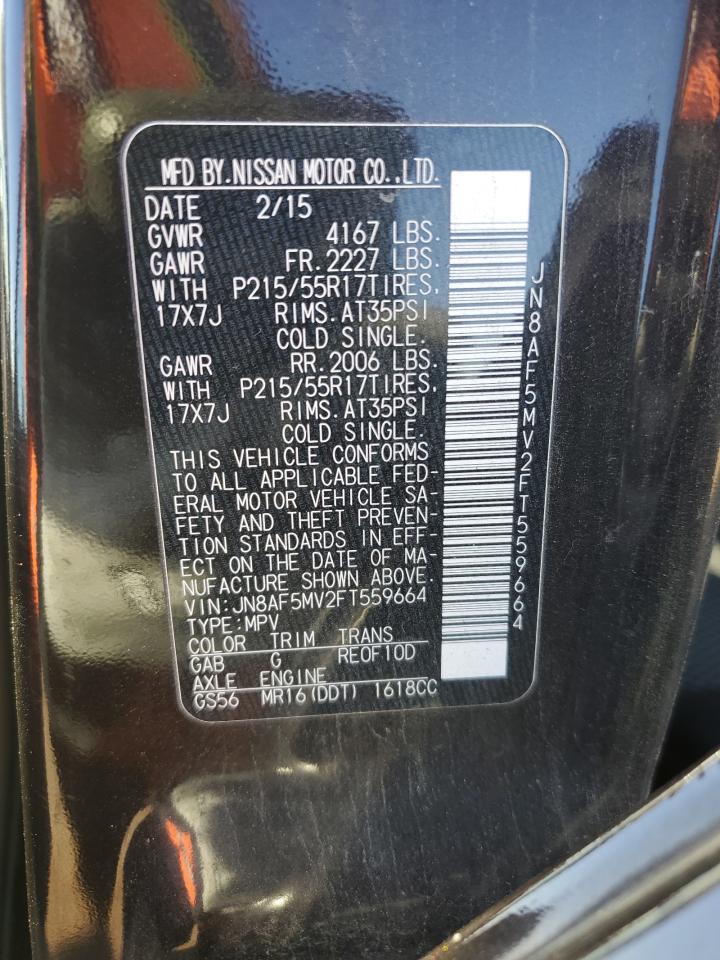 MFD BY.NISSAN MOTOR CO.,LTD.
DATE 2/15
GVWR 4167 LBS.
GAWR FR.2227 LBS.
WITH P215/55R17TIRES,
17X7J RIMS.AT35PSI
COLD SINGLE.
GAWR RR.2006 LBS.
WITH P215/55R17TIRES,
17X7J RIMS.AT35PSI
COLD SINGLE.
THIS VEHICLE CONFORMS
TO ALL APPLICABLE FED-
ERAL MOTOR VEHICLE SA-
FETY AND THEFT PREVEN-
TION STANDARDS IN EFF-
ECT ON THE DATE OF MA-
NUFACTURE SHOWN ABOVE.
VIN:JN8AF5MV2FT559664
TYPE:MPV
COLOR TRIM TRANS
GAB G RE0F10D
AXLE ENGINE
GS56 MR16(DDT) 1618CC
JN8AF5MV2FT559664